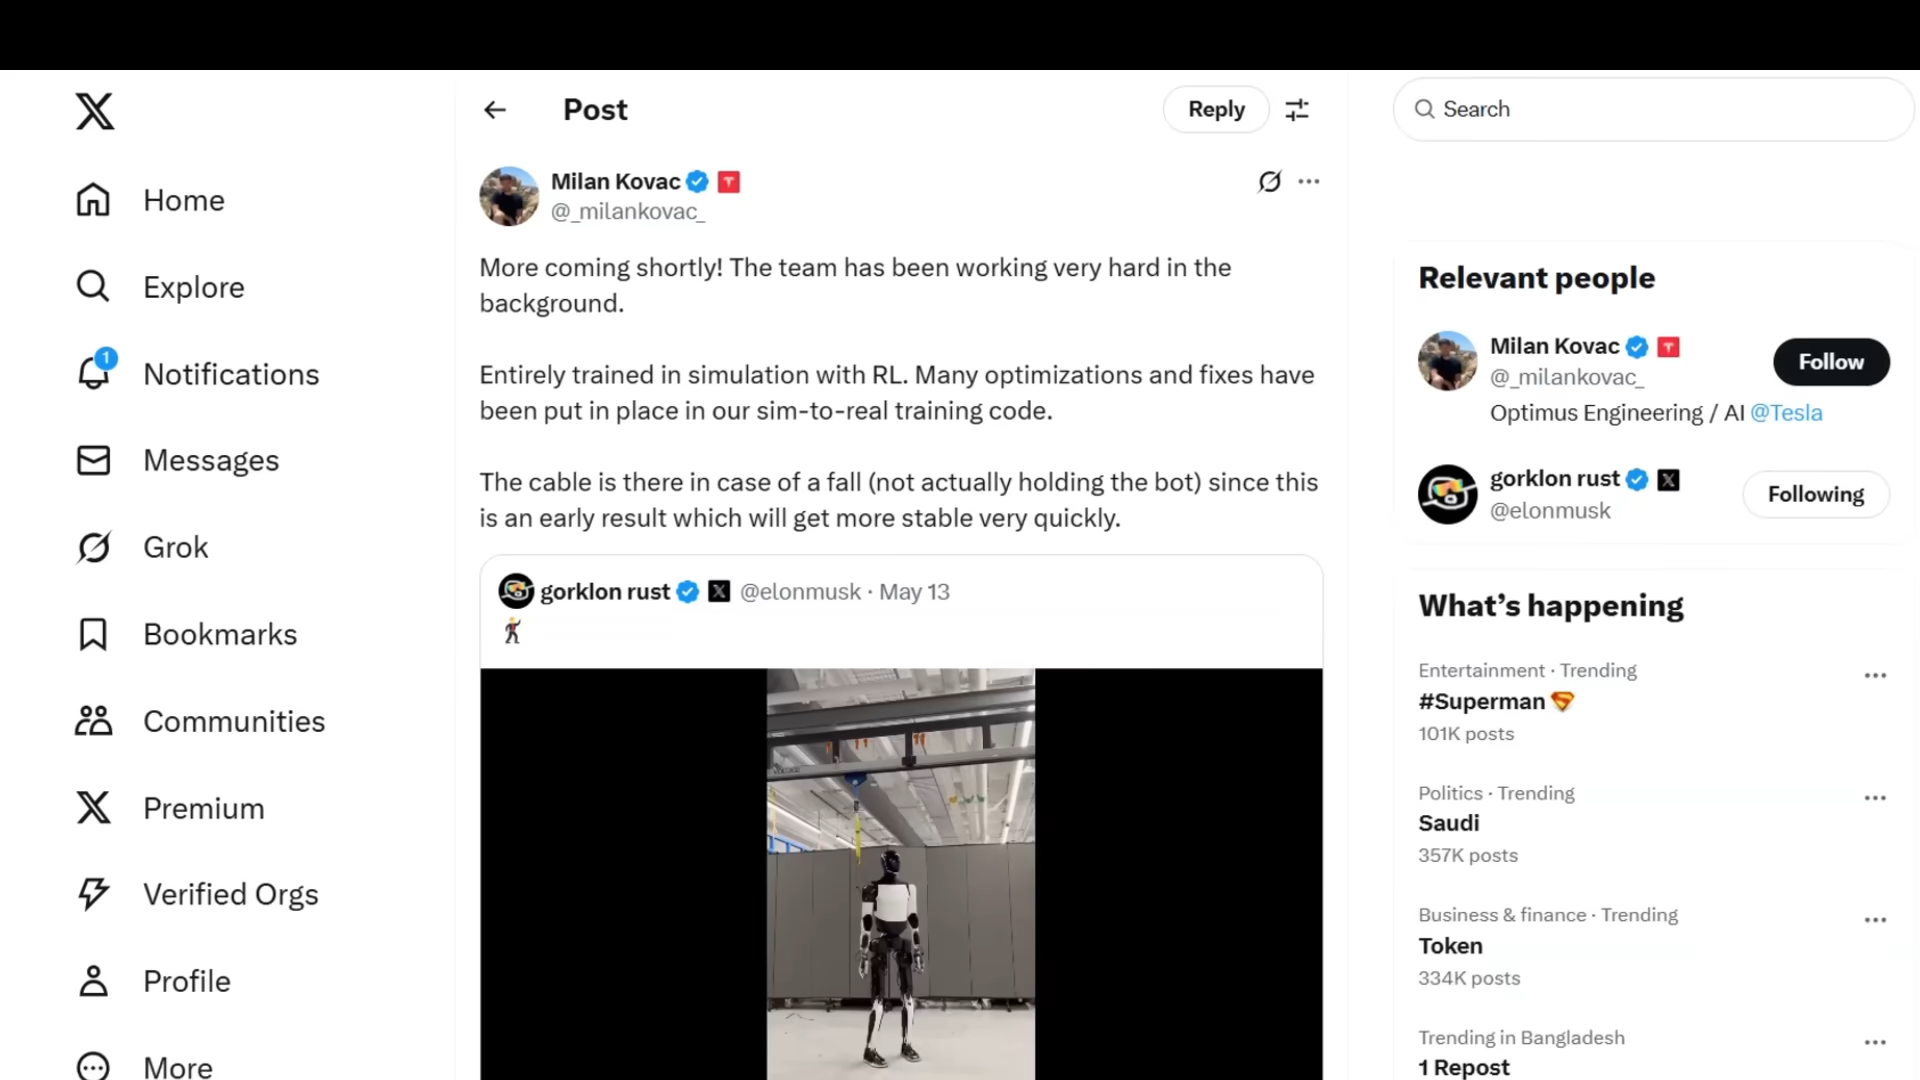 Post
Reply
Search
Home
Explore
1
Notifications
Messages
Grok
Bookmarks
Communities
Premium
Verified Orgs
Profile
More
Milan Kovac
@_milankovac_
More coming shortly! The team has been working very hard in the
background.
Entirely trained in simulation with RL. Many optimizations and fixes have
been put in place in our sim-to-real training code.
The cable is there in case of a fall (not actually holding the bot) since this
is an early result which will get more stable very quickly.
gorklon rust @elonmusk · May 13
Relevant people
Milan Kovac
@_milankovac_
Follow
Optimus Engineering / AI @Tesla
gorklon rust
@elonmusk
Following
What’s happening
Entertainment · Trending
#Superman
101K posts
Politics · Trending
Saudi
357K posts
Business & finance · Trending
Token
334K posts
Trending in Bangladesh
1 Repost